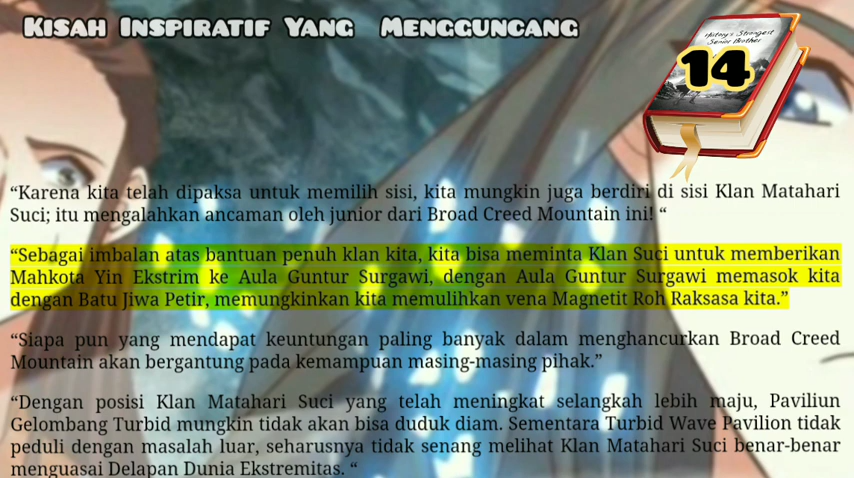 Kisah Inspiratif Yang Mengguncang
History's Strongest
Senior Brother
14
“Karena kita telah dipaksa untuk memilih sisi, kita mungkin juga berdiri di sisi Klan Matahari
Suci; itu mengalahkan ancaman oleh junior dari Broad Creed Mountain ini! “
“Sebagai imbalan atas bantuan penuh klan kita, kita bisa meminta Klan Suci untuk memberikan
Mahkota Yin Ekstrim ke Aula Guntur Surgawi, dengan Aula Guntur Surgawi memasok kita
dengan Batu Jiwa Petir, memungkinkan kita memulihkan vena Magnetit Roh Raksasa kita.”
“Siapa pun yang mendapat keuntungan paling banyak dalam menghancurkan Broad Creed
Mountain akan bergantung pada kemampuan masing-masing pihak.”
“Dengan posisi Klan Matahari Suci yang telah meningkat selangkah lebih maju, Paviliun
Gelombang Turbid mungkin tidak akan bisa duduk diam. Sementara Turbid Wave Pavilion tidak
peduli dengan masalah luar, seharusnya tidak senang melihat Klan Matahari Suci benar-benar
menguasai Delapan Dunia Ekstremitas. “